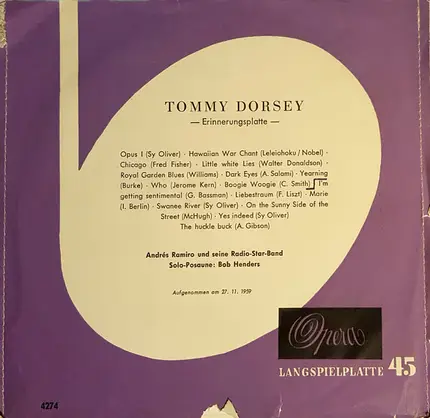 TOMMY DORSEY
— Erinnerungsplatte —
Opus I (Sy Oliver) · Hawaiian War Chant (Leleiohoku / Nobel) ·
Chicago (Fred Fisher) · Little white Lies (Walter Donaldson) ·
Royal Garden Blues (Williams) · Dark Eyes (A. Salami) · Yearning
(Burke) · Who (Jerome Kern) · Boogie Woogie (C. Smith) I'm
getting sentimental (G. Bassman) · Liebestraum (F. Liszt) · Marie
(I. Berlin) · Swanee River (Sy Oliver) · On the Sunny Side of the
Street (McHugh) · Yes indeed (Sy Oliver)
The huckle buck (A. Gibson)
Andrés Ramiro und seine Radio-Star-Band
Solo-Posaune: Bob Henders
Aufgenommen am 27. 11. 1959
Opera
LANGSPIELPLATTE 45
4274